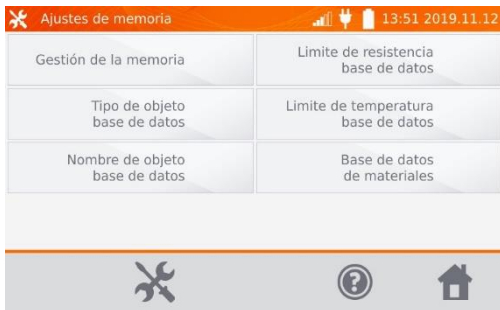 Ajustes de memoria
13:51 2019.11.12
Gestión de la memoria
Limite de resistencia
base de datos
Tipo de objeto
base de datos
Limite de temperatura
base de datos
Nombre de objeto
base de datos
Base de datos
de materiales
?